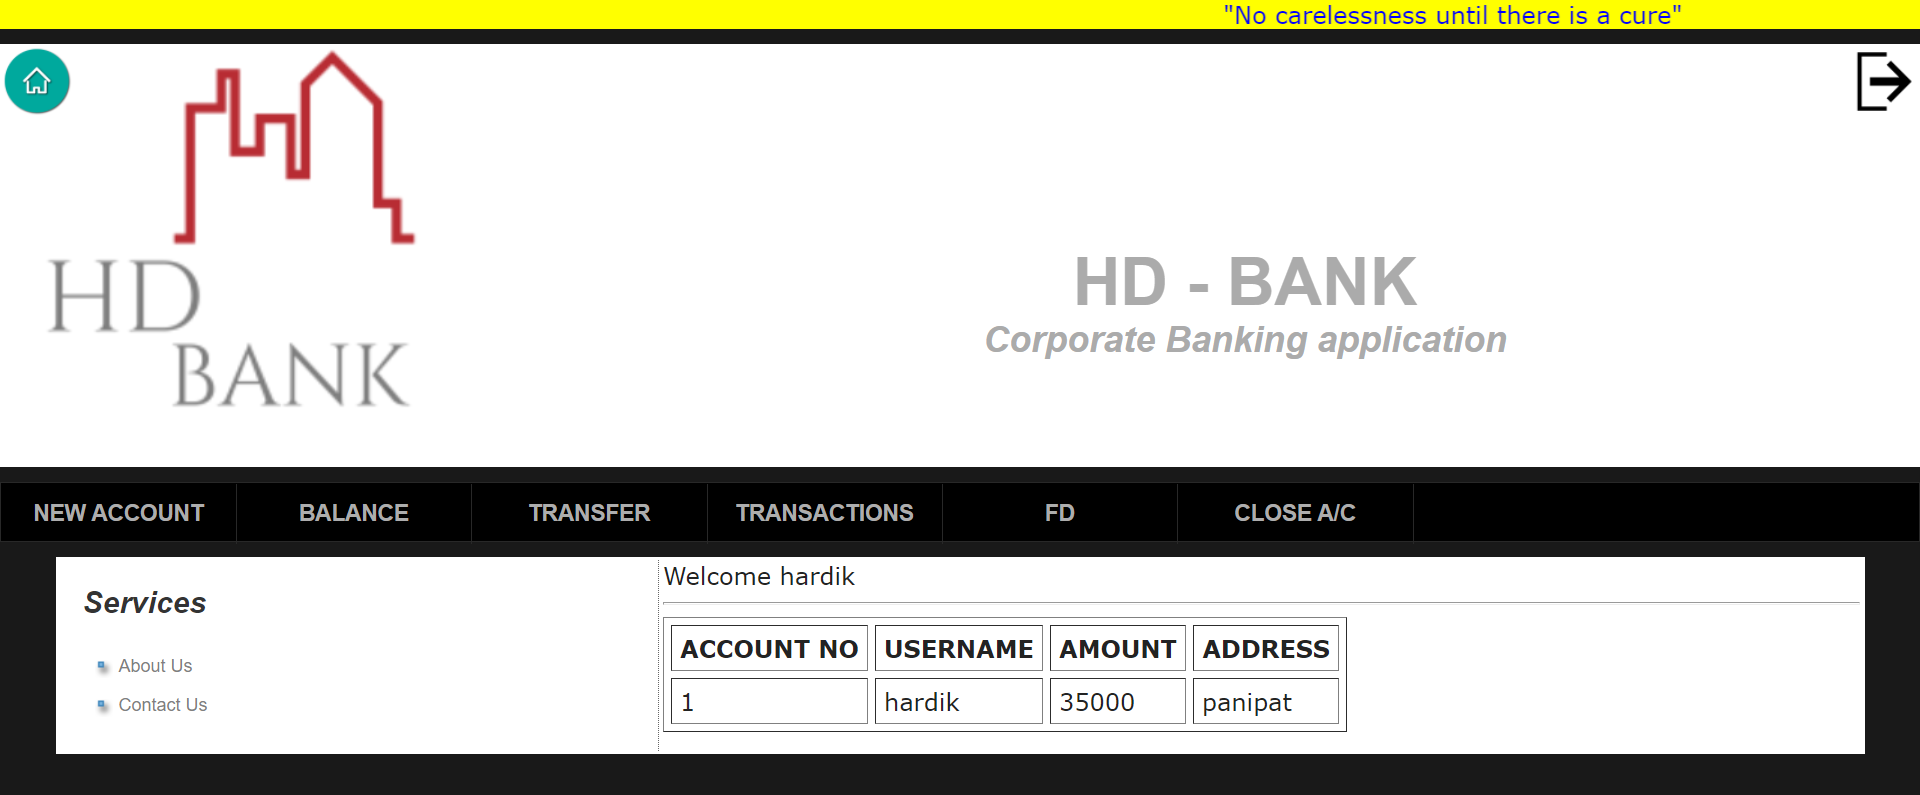 "No carelessness until there is a cure"
HD
BANK
HD - BANK
Corporate Banking application
NEW ACCOUNT BALANCE TRANSFER TRANSACTIONS FD CLOSE A/C
Services
About Us
Contact Us
Welcome hardik
ACCOUNT NO USERNAME AMOUNT ADDRESS
1 hardik 35000 panipat